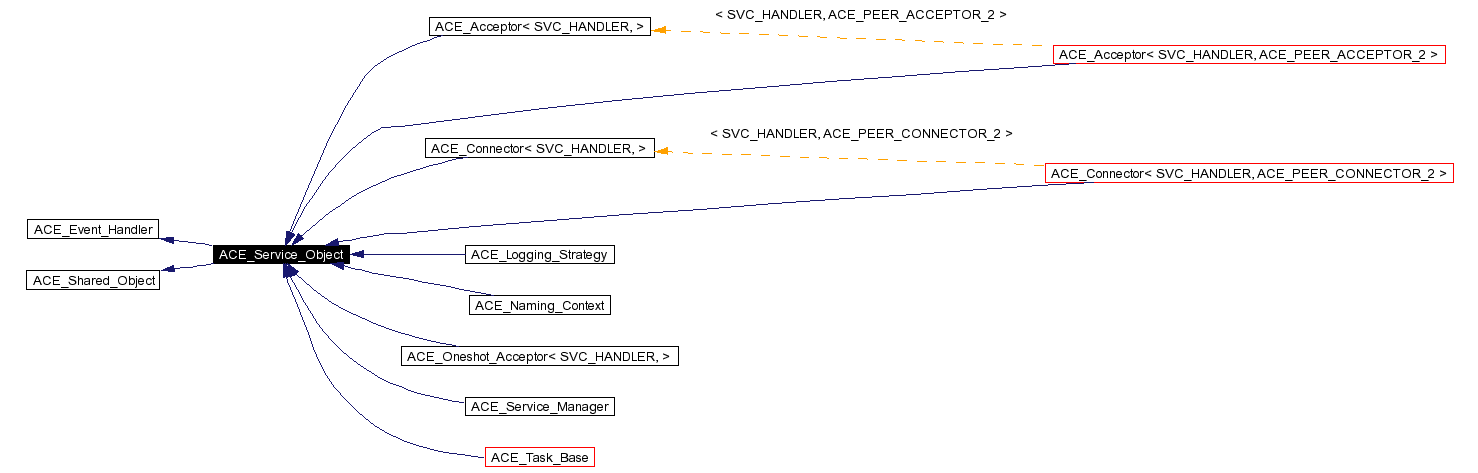 < SVC_HANDLER, ACE_PEER_ACCEPTOR_2 >
ACE_Acceptor< SVC_HANDLER, >
ACE_Acceptor< SVC_HANDLER, ACE_PEER_ACCEPTOR_2 >
< SVC_HANDLER, ACE_PEER_CONNECTOR_2 >
ACE_Connector< SVC_HANDLER, >
ACE_Connector< SVC_HANDLER, ACE_PEER_CONNECTOR_2 >
ACE_Event_Handler
ACE_Service_Object
ACE_Logging_Strategy
ACE_Shared_Object
ACE_Naming_Context
ACE_Oneshot_Acceptor< SVC_HANDLER, >
ACE_Service_Manager
ACE_Task_Base